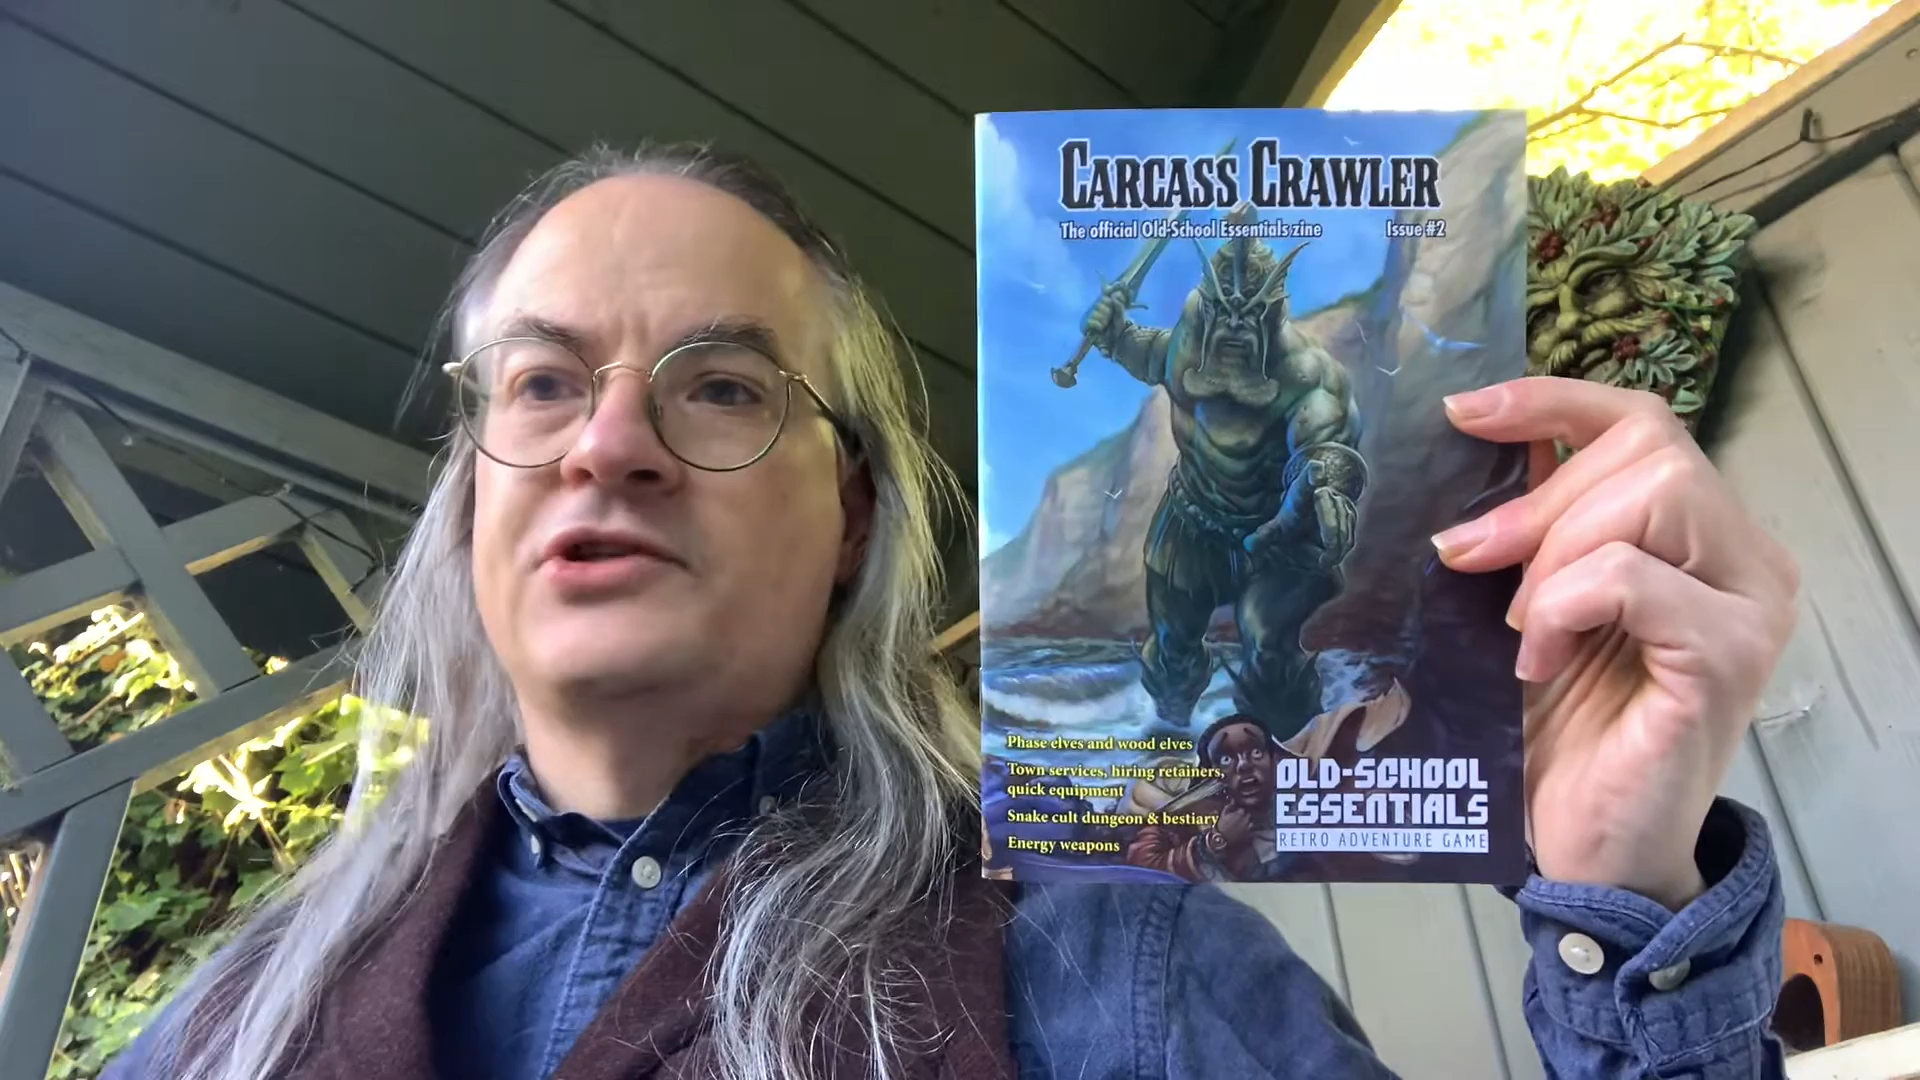 Carcass Crawler
The official Old-School Essentials zine Issue #2
Phase elves and wood elves
Town services, hiring retainers,
quick equipment
Snake cult dungeon & bestiary
Energy weapons
OLD-SCHOOL
ESSENTIALS
RETRO ADVENTURE GAME